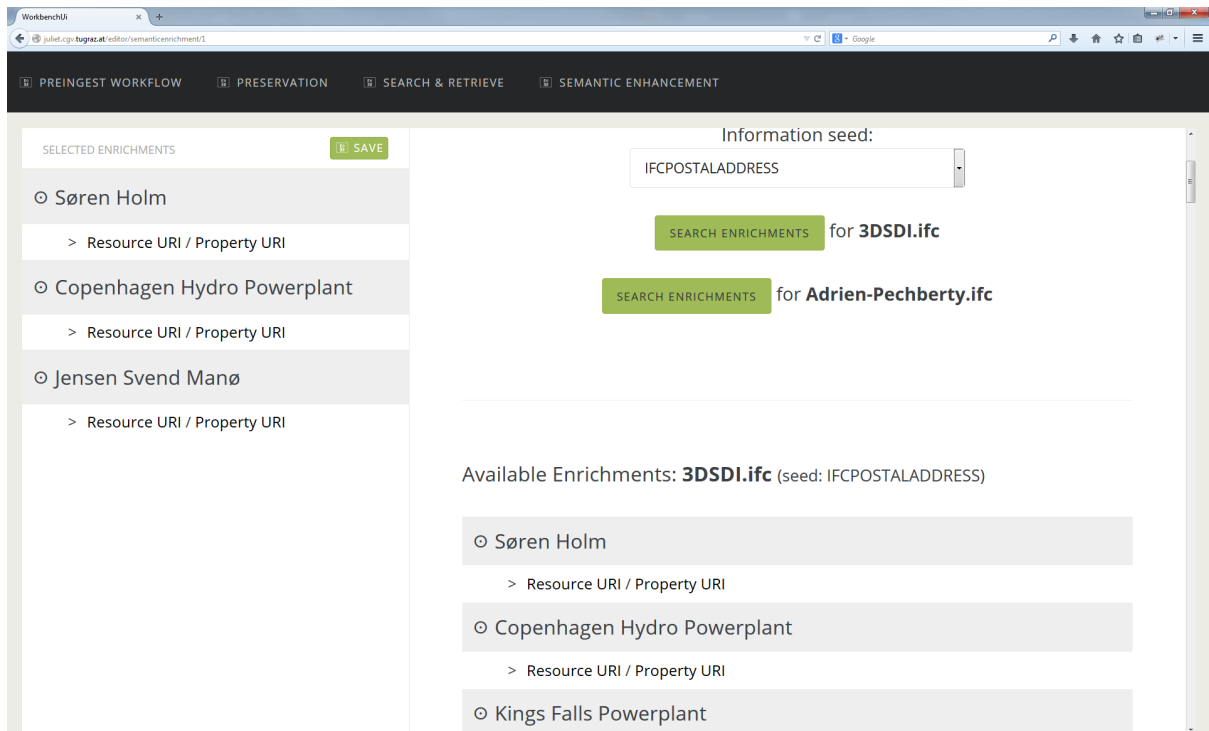 WorkbenchUi
juliet.cgv.tugraz.at/editor/semanticenrichment/1
Google
PREINGEST WORKFLOW
PRESERVATION
SEARCH & RETRIEVE
SEMANTIC ENHANCEMENT
SELECTED ENRICHMENTS
SAVE
Søren Holm
> Resource URI / Property URI
Copenhagen Hydro Powerplant
> Resource URI / Property URI
Jensen Svend Manø
> Resource URI / Property URI
Information seed:
IFCPOSTALADDRESS
SEARCH ENRICHMENTS for 3DSDI.ifc
SEARCH ENRICHMENTS for Adrien-Pechberty.ifc
Available Enrichments: 3DSDI.ifc (seed: IFCPOSTALADDRESS)
Søren Holm
> Resource URI / Property URI
Copenhagen Hydro Powerplant
> Resource URI / Property URI
Kings Falls Powerplant